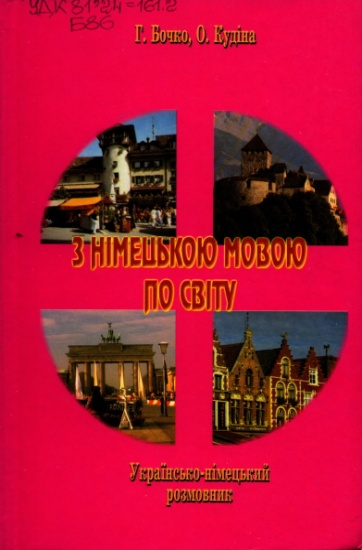 УДК 81'24=161.2
Б86
Г. Бочко, О. Кудіна
З НІМЕЦЬКОЮ МОВОЮ
ПО СВІТУ
Українсько-німецький
розмовник